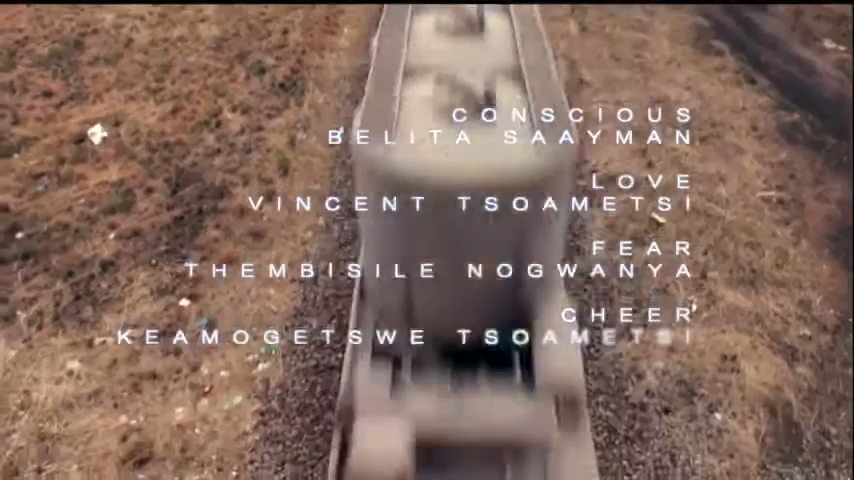 CONSCIOUS
BELITA SAAYMAN
LOVE
VINCENT TSOAMETSI
FEAR
THEMBISILE NOGWANYA
CHEER
KEAMOGETSWE TSOAMETSI